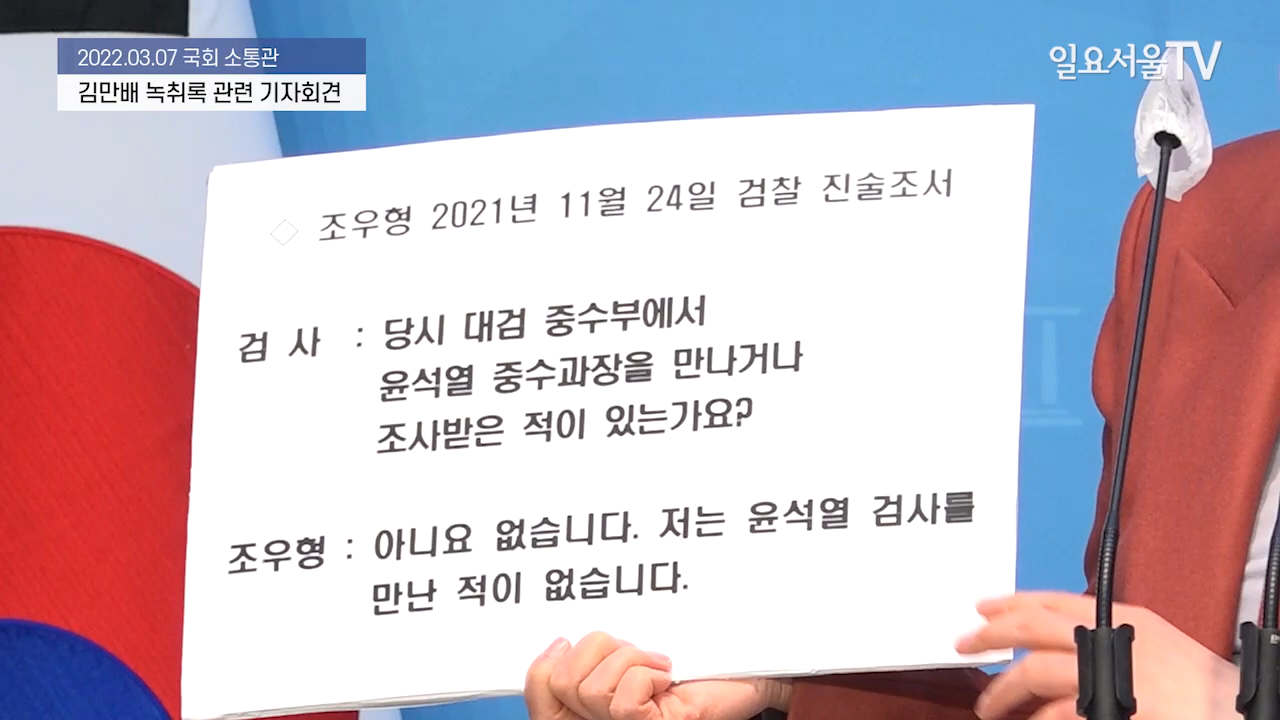 2022.03.07 국회 소통관
김만배 녹취록 관련 기자회견
일요서울TV
◇ 조우형 2021년 11월 24일 검찰 진술조서
검 사 : 당시 대검 중수부에서
윤석열 중수과장을 만나거나
조사받은 적이 있는가요?
조우형 : 아니요 없습니다. 저는 윤석열 검사를
만난 적이 없습니다.